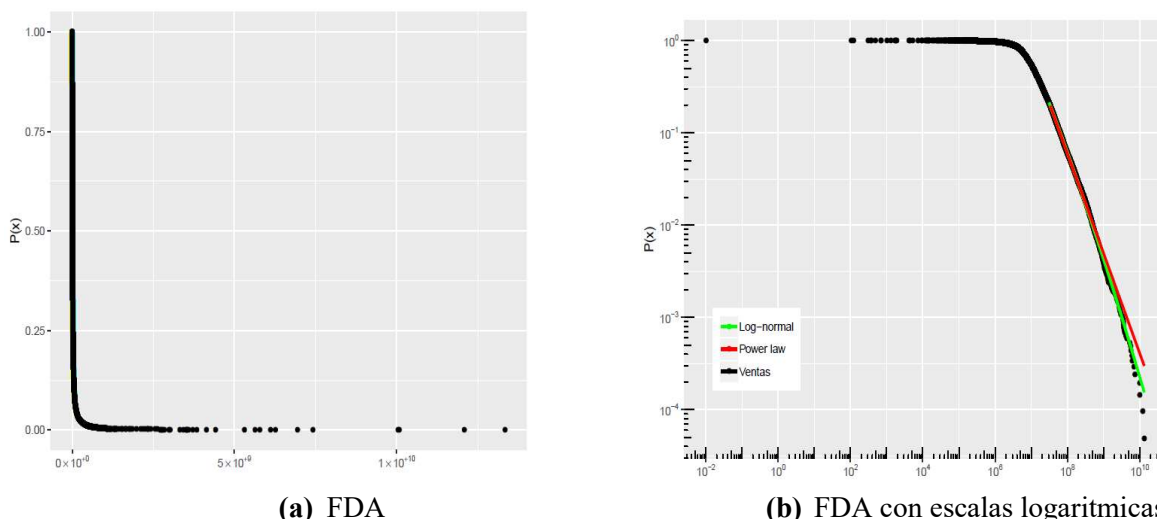 1.00
0.75
0.50
0.25
0.00
P(x)
0×10⁺⁰
5×10⁺⁹
1×10⁺¹⁰
(a) FDA
10⁰
10⁻¹
10⁻²
10⁻³
10⁻⁴
P(x)
Log-normal
Power law
Ventas
10⁻² 10⁰ 10² 10⁴ 10⁶ 10⁸ 10¹⁰
(b) FDA con escalas logaritmicas